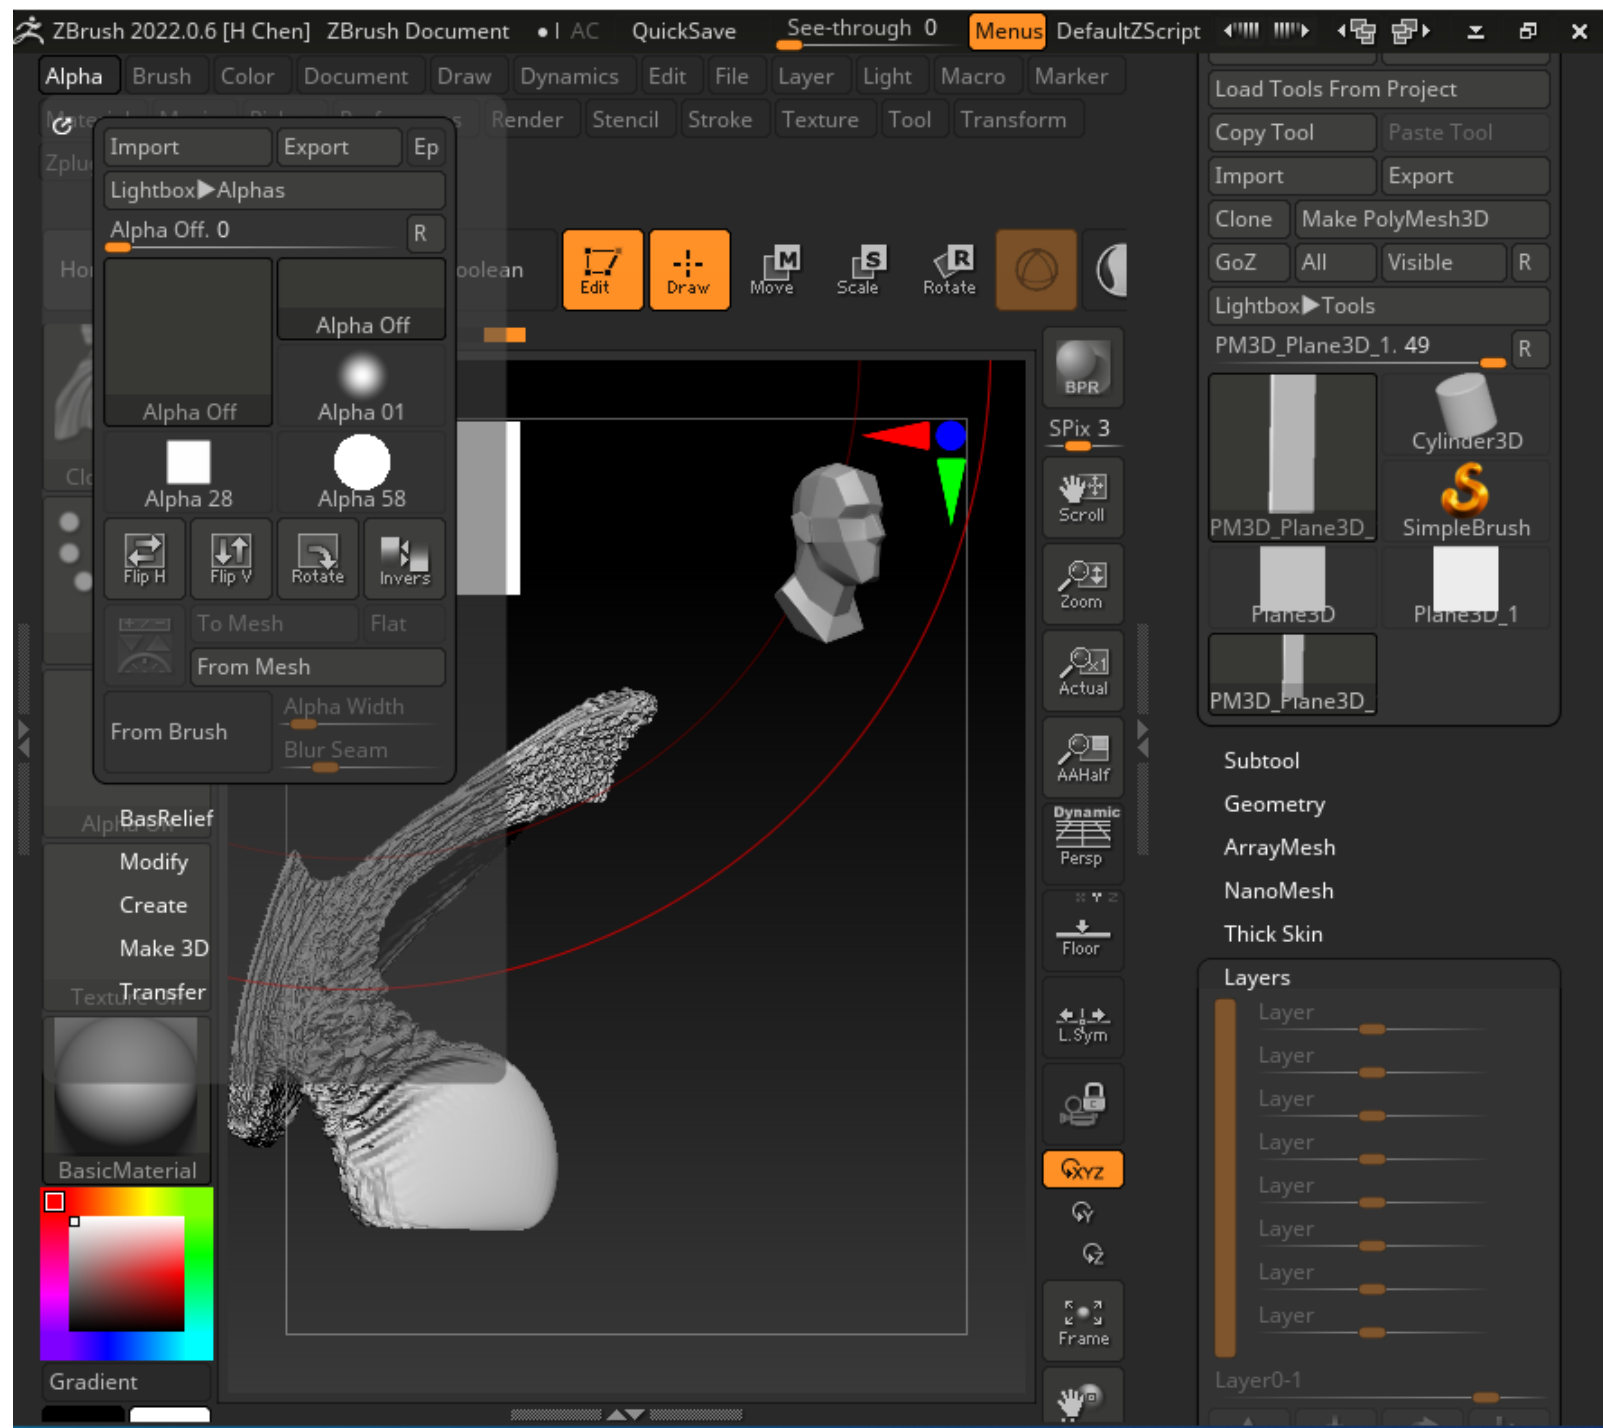 ZBrush 2022.0.6 [H Chen] ZBrush Document • I AC QuickSave See-through 0 Menus DefaultZScript
Alpha Brush Color Document Draw Dynamics Edit File Layer Light Macro Marker
Render Stencil Stroke Texture Tool Transform
Zplu
Import Export Ep
Lightbox▶Alphas
Alpha Off. 0 R
Alpha Off
Alpha Off
Alpha 01
Alpha 28
Alpha 58
Flip H Flip V Rotate Invers
To Mesh Flat
From Mesh
From Brush
Alpha Width
Blur Seam
BasRelief
Modify
Create
Make 3D
Transfer
BasicMaterial
Gradient
oolean
Edit Draw Move Scale Rotate
M S R
BPR
SPix 3
Scroll
Zoom
x1
Actual
AAHalf
Dynamic
Persp
X Y Z
Floor
L.Sym
XYZ
Y
Z
Frame
Load Tools From Project
Copy Tool Paste Tool
Import Export
Clone Make PolyMesh3D
GoZ All Visible R
Lightbox▶Tools
PM3D_Plane3D_1. 49 R
PM3D_Plane3D_
Cylinder3D
SimpleBrush
Plane3D
Plane3D_1
PM3D_Plane3D_
Subtool
Geometry
ArrayMesh
NanoMesh
Thick Skin
Layers
Layer
Layer
Layer
Layer
Layer
Layer
Layer
Layer
Layer0-1